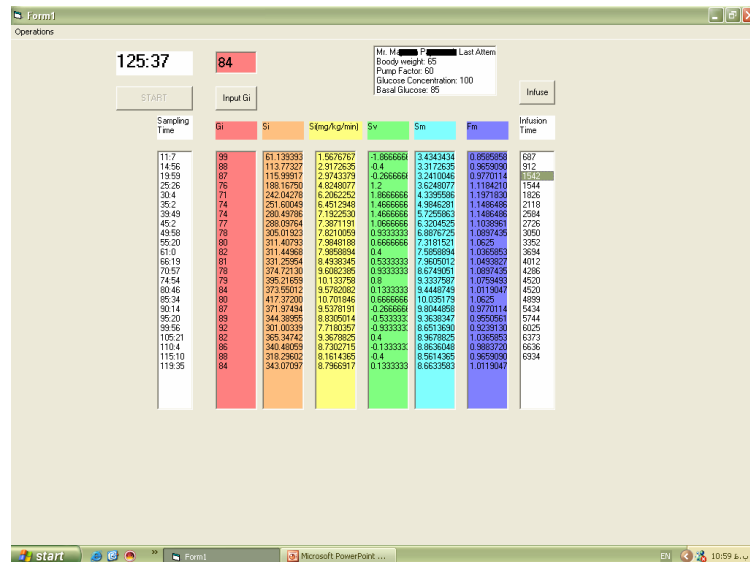 Form1
Operations
125:37
84
START
Input Gi
Mr. Last Attem
Boody weight: 65
Pump Factor: 60
Glucose Concentration: 100
Basal Glucose: 85
Infuse
Sampling Time Gi Si Si(mg/kg/min) Sv Sm Fm Infusion Time
11:7 99 61.139393 1.5676767 -1.866666 3.4343434 0.8585858 687
14:56 88 113.77327 2.9172635 -0.4 3.3172635 0.9659090 912
19:59 87 115.99917 2.9743379 -0.266666 3.2410046 0.9770114 1542
25:26 76 188.16750 4.8248077 1.2 3.6248077 1.1184210 1544
30:4 71 242.04278 6.2062252 1.8666666 4.3395586 1.1971830 1826
35:2 74 251.60049 6.4512948 1.4666666 4.9846281 1.1486486 2118
39:49 74 280.49786 7.1922530 1.4666666 5.7255863 1.1486486 2584
45:2 77 288.09764 7.3871191 1.0666666 6.3204525 1.1038961 2726
49:58 78 305.01923 7.8210059 0.9333333 6.8876725 1.0897435 3050
55:20 80 311.40793 7.9848188 0.6666666 7.3181521 1.0625 3352
61:0 82 311.44968 7.9858894 0.4 7.5858894 1.0365853 3694
66:19 81 331.25954 8.4938345 0.5333333 7.9605012 1.0493827 4012
70:57 78 374.72130 9.6082385 0.9333333 8.6749051 1.0897435 4286
74:54 79 395.21659 10.133758 0.8 9.3337587 1.0759493 4520
80:46 84 373.55012 9.5782082 0.1333333 9.4448749 1.0119047 4520
85:34 80 417.37200 10.701846 0.6666666 10.035179 1.0625 4899
90:14 87 371.97494 9.5378191 -0.266666 9.8044858 0.9770114 5434
95:20 89 344.38955 8.8305014 -0.533333 9.3638347 0.9550561 5744
99:56 92 301.00339 7.7180357 -0.933333 8.6513690 0.9239130 6025
105:21 82 365.34742 9.3678825 0.4 8.9678825 1.0365853 6373
110:4 86 340.48059 8.7302715 -0.133333 8.8636048 0.9883720 6636
115:10 88 318.29602 8.1614365 -0.4 8.5614365 0.9659090 6934
119:35 84 343.07097 8.7966917 0.1333333 8.6633583 1.0119047
start » Form1 Microsoft PowerPoint ... EN 10:59 ب.ظ